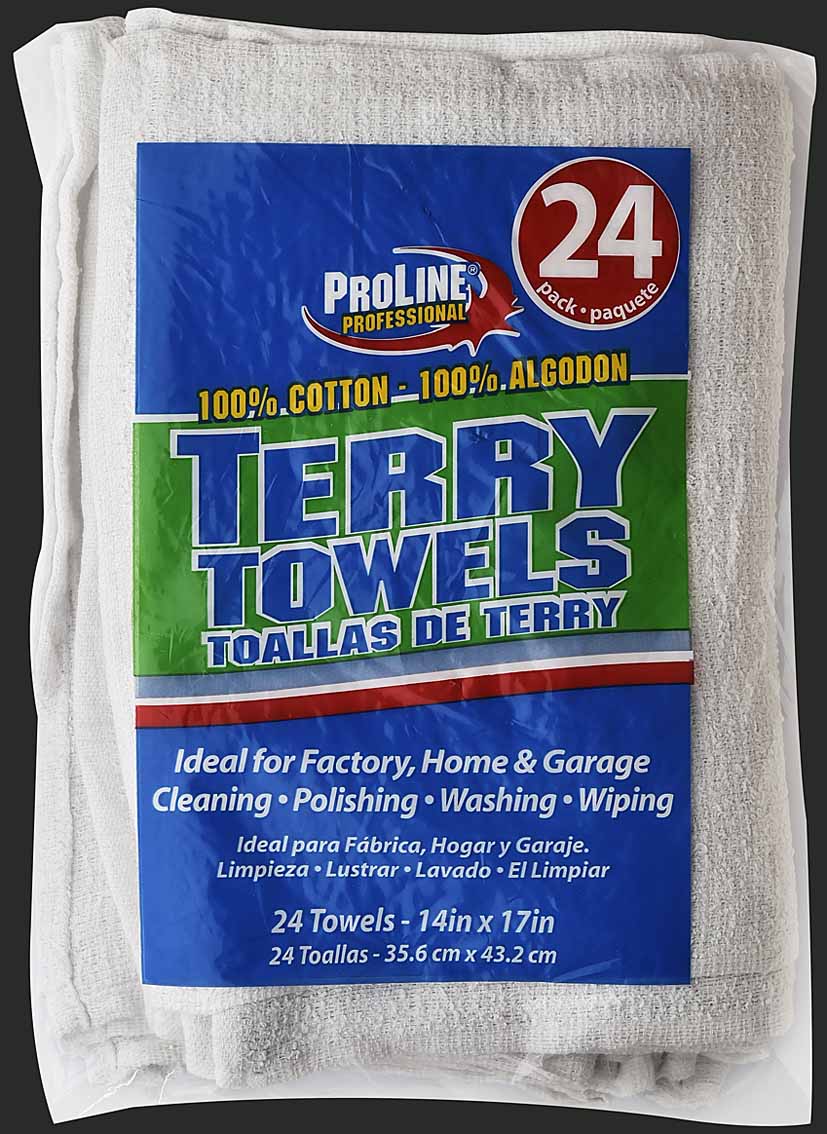 24
pack • paquete
PROLINE®
PROFESSIONAL
100% COTTON - 100% ALGODON
TERRY
TOWELS
TOALLAS DE TERRY
Ideal for Factory, Home & Garage
Cleaning • Polishing • Washing • Wiping
Ideal para Fábrica, Hogar y Garaje.
Limpieza • Lustrar • Lavado • El Limpiar
24 Towels - 14in x 17in
24 Toallas - 35.6 cm x 43.2 cm